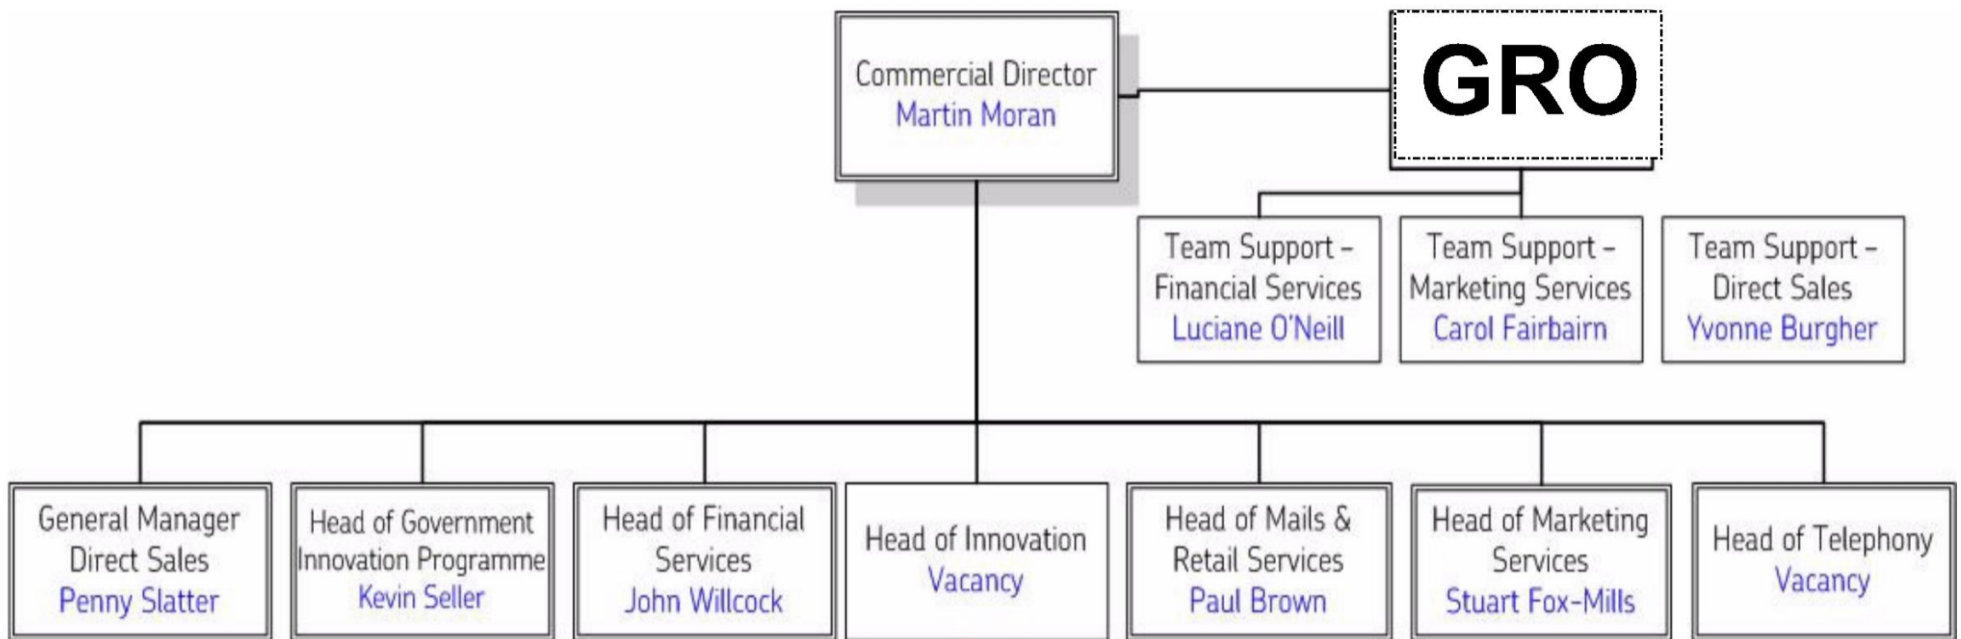 Commercial Director
Martin Moran
GRO
Team Support –
Financial Services
Luciane O'Neill
Team Support –
Marketing Services
Carol Fairbairn
Team Support –
Direct Sales
Yvonne Burgher
General Manager
Direct Sales
Penny Slatter
Head of Government
Innovation Programme
Kevin Seller
Head of Financial
Services
John Willcock
Head of Innovation
Vacancy
Head of Mails &
Retail Services
Paul Brown
Head of Marketing
Services
Stuart Fox-Mills
Head of Telephony
Vacancy